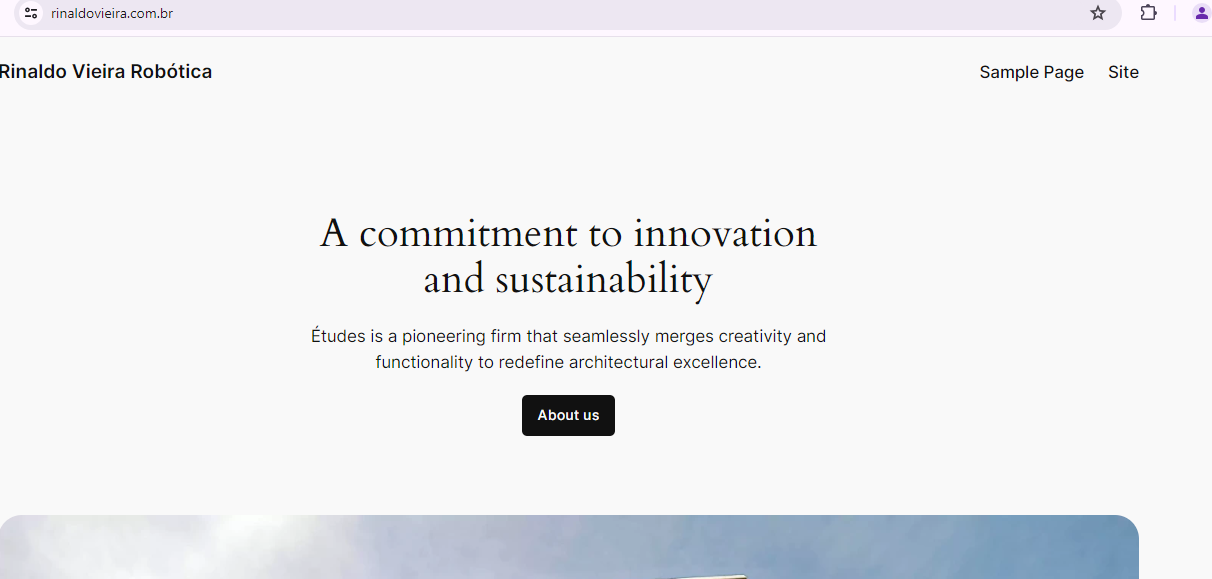 rinaldovieira.com.br
Rinaldo Vieira Robótica
Sample Page
Site
A commitment to innovation
and sustainability
Études is a pioneering firm that seamlessly merges creativity and
functionality to redefine architectural excellence.
About us